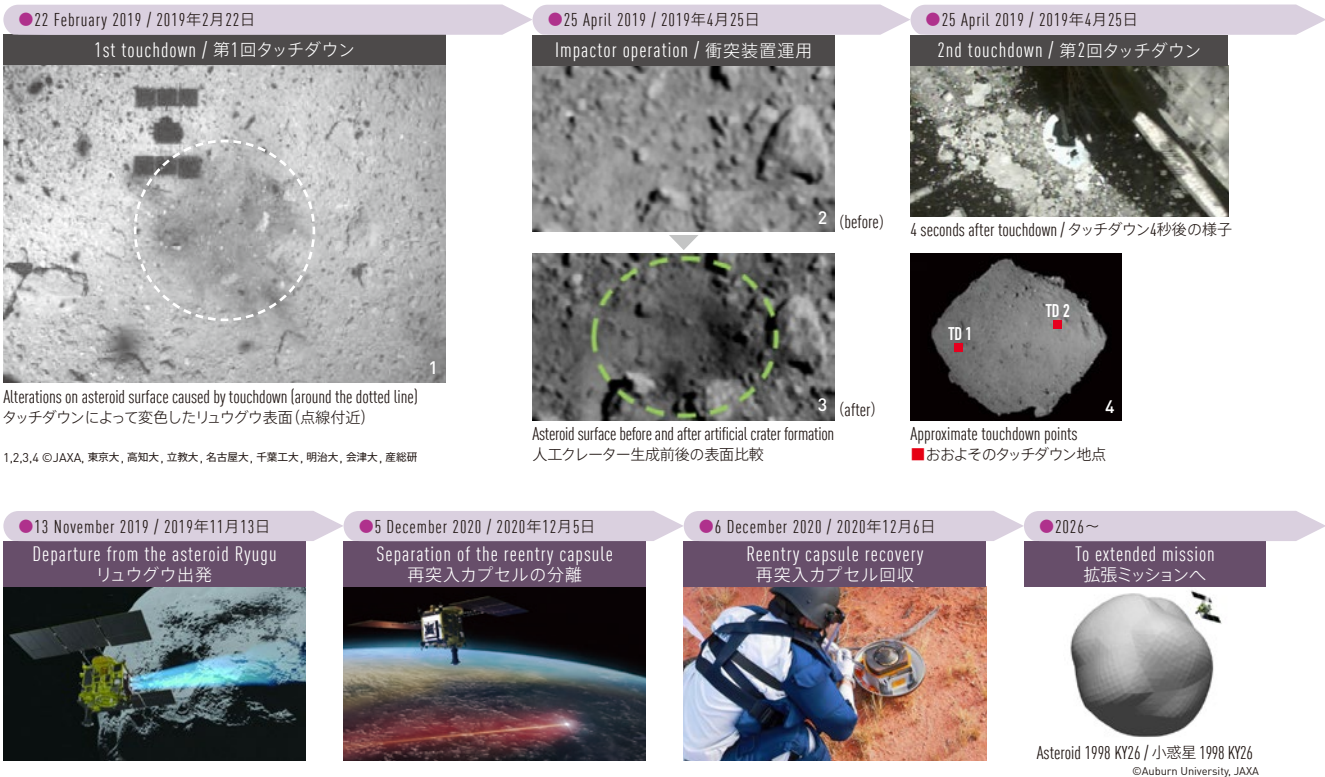 22 February 2019 / 2019年2月22日
1st touchdown / 第1回タッチダウン
1
Alterations on asteroid surface caused by touchdown (around the dotted line)
タッチダウンによって変色したリュウグウ表面(点線付近)
1,2,3,4 ©JAXA, 東京大, 高知大, 立教大, 名古屋大, 千葉工大, 明治大, 会津大, 産総研
25 April 2019 / 2019年4月25日
Impactor operation / 衝突装置運用
2
(before)
3
(after)
Asteroid surface before and after artificial crater formation
人工クレーター生成前後の表面比較
25 April 2019 / 2019年4月25日
2nd touchdown / 第2回タッチダウン
4 seconds after touchdown / タッチダウン4秒後の様子
TD 1
TD 2
4
Approximate touchdown points
おおよそのタッチダウン地点
13 November 2019 / 2019年11月13日
Departure from the asteroid Ryugu
リュウグウ出発
5 December 2020 / 2020年12月5日
Separation of the reentry capsule
再突入カプセルの分離
6 December 2020 / 2020年12月6日
Reentry capsule recovery
再突入カプセル回収
2026〜
To extended mission
拡張ミッションへ
Asteroid 1998 KY26 / 小惑星 1998 KY26
©Auburn University, JAXA